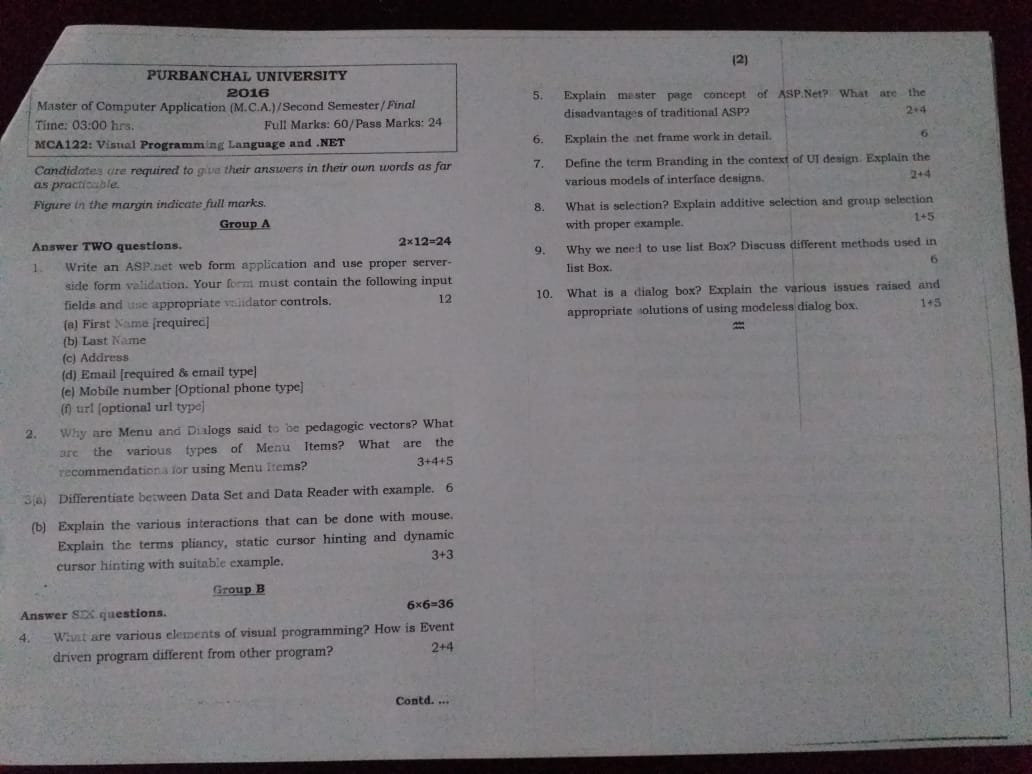 PURBANCHAL UNIVERSITY
2016
Master of Computer Application (M.C.A.)/Second Semester/Final
Time: 03:00 hrs. Full Marks: 60/Pass Marks: 24
MCA122: Visual Programming Language and .NET
Candidates are required to give their answers in their own words as far
as practicable.
Figure in the margin indicate full marks.
Group A
Answer TWO questions. 2×12=24
1. Write an ASP.net web form application and use proper server-
side form validation. Your form must contain the following input
fields and use appropriate validator controls. 12
(a) First Name [required]
(b) Last Name
(c) Address
(d) Email [required & email type]
(e) Mobile number [Optional phone type]
(f) url [optional url type]
2. Why are Menu and Dialogs said to be pedagogic vectors? What
are the various types of Menu Items? What are the
recommendations for using Menu Items? 3+4+5
3(a) Differentiate between Data Set and Data Reader with example. 6
(b) Explain the various interactions that can be done with mouse.
Explain the terms pliancy, static cursor hinting and dynamic
cursor hinting with suitable example. 3+3
Group B
Answer SIX questions. 6×6=36
4. What are various elements of visual programming? How is Event
driven program different from other program? 2+4
Contd. ...
(2)
5. Explain master page concept of ASP.Net? What are the
disadvantages of traditional ASP? 2+4
6. Explain the .net frame work in detail. 6
7. Define the term Branding in the context of UI design. Explain the
various models of interface designs. 2+4
8. What is selection? Explain additive selection and group selection
with proper example. 1+5
9. Why we need to use list Box? Discuss different methods used in
list Box. 6
10. What is a dialog box? Explain the various issues raised and
appropriate solutions of using modeless dialog box. 1+5